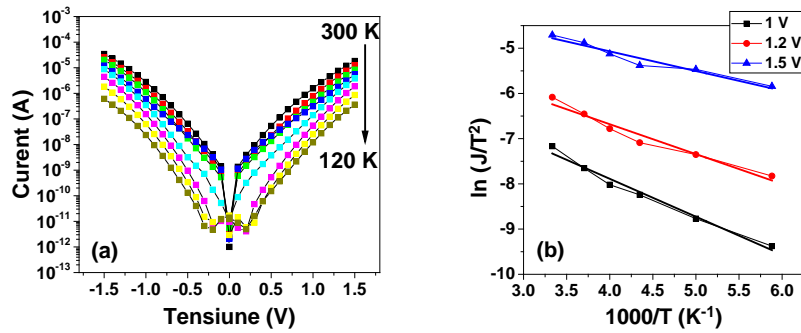 10⁻³
10⁻⁴
10⁻⁵
10⁻⁶
10⁻⁷
10⁻⁸
10⁻⁹
10⁻¹⁰
10⁻¹¹
10⁻¹²
10⁻¹³
Curent (A)
300 K
120 K
(a)
-1.5 -1.0 -0.5 0.0 0.5 1.0 1.5
Tensiune (V)
1 V
1.2 V
1.5 V
-5
-6
-7
-8
-9
-10
ln (J/T²)
(b)
3.0 3.5 4.0 4.5 5.0 5.5 6.0
1000/T (K⁻¹)